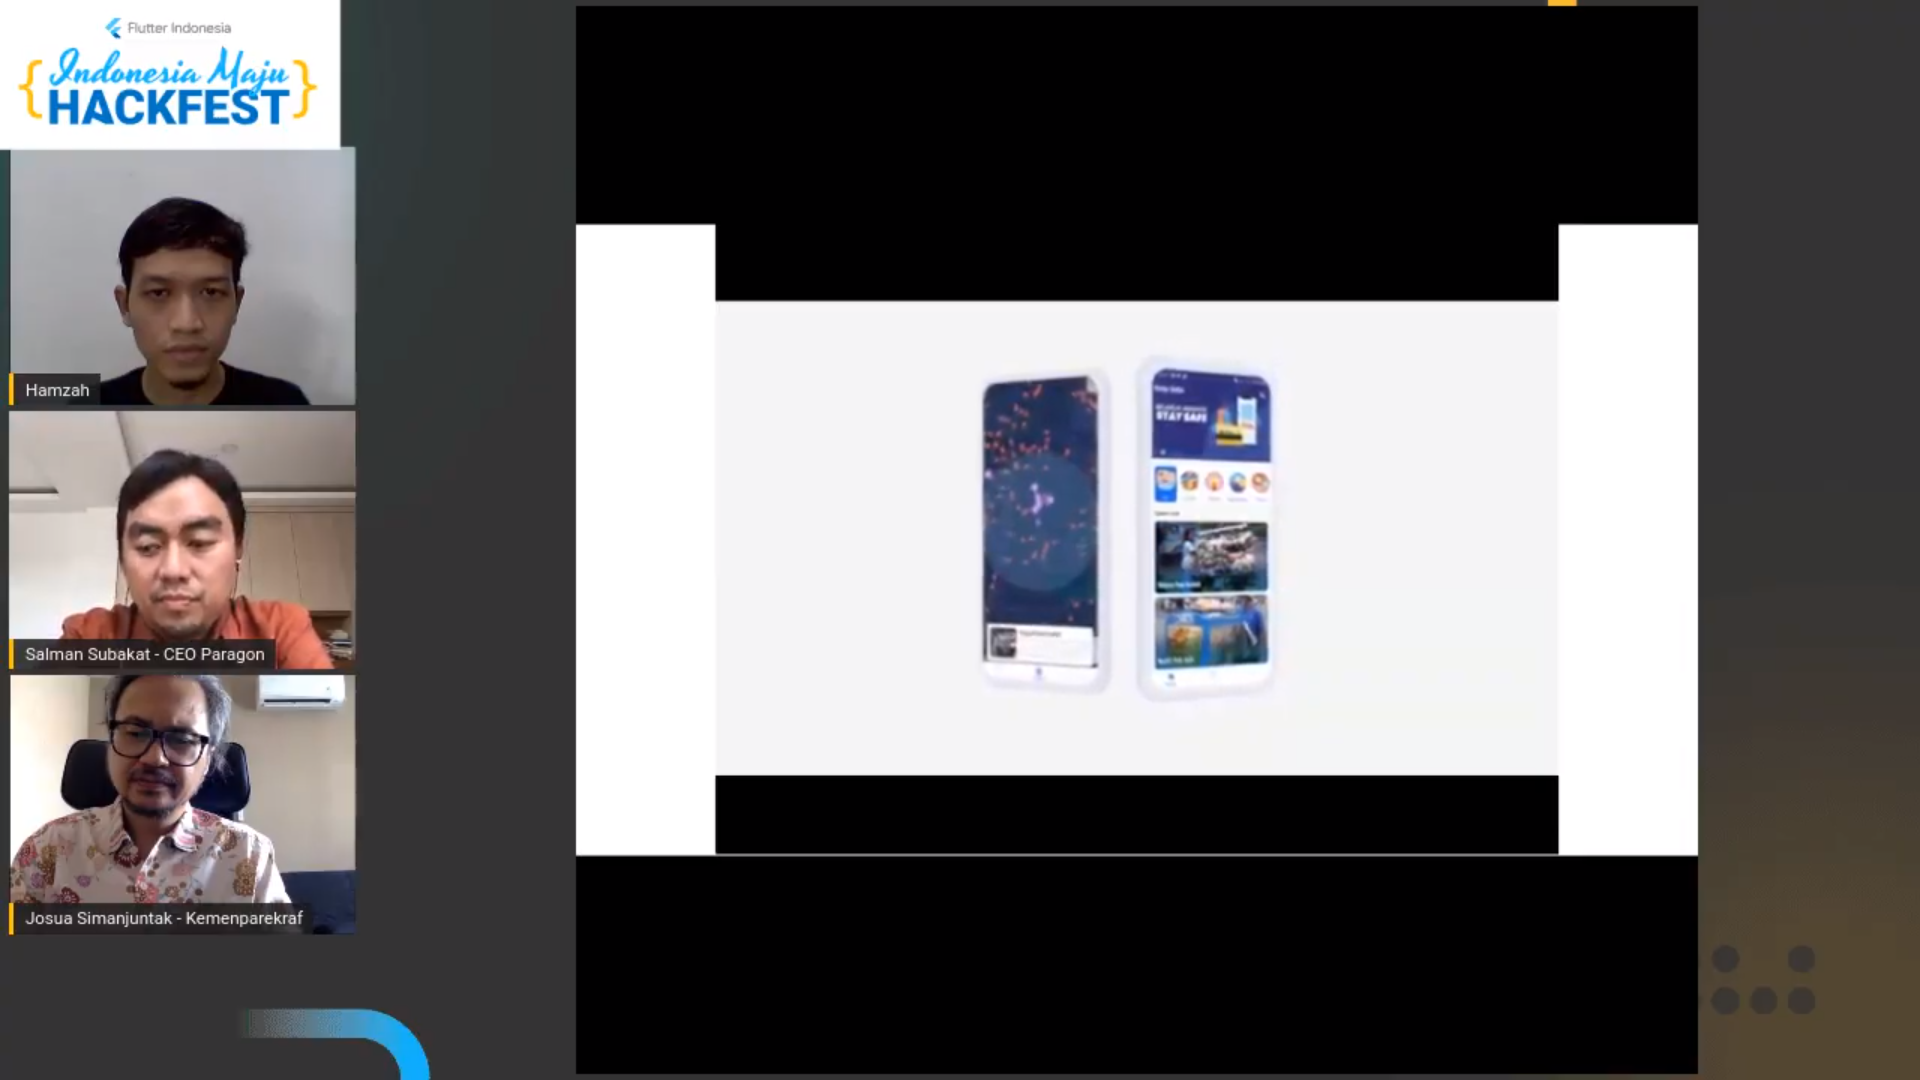 Flutter Indonesia
{Indonesia Maju
HACKFEST}
Hamzah
Salman Subakat - CEO Paragon
Josua Simanjuntak - Kemenparekraf
STAY SAFE